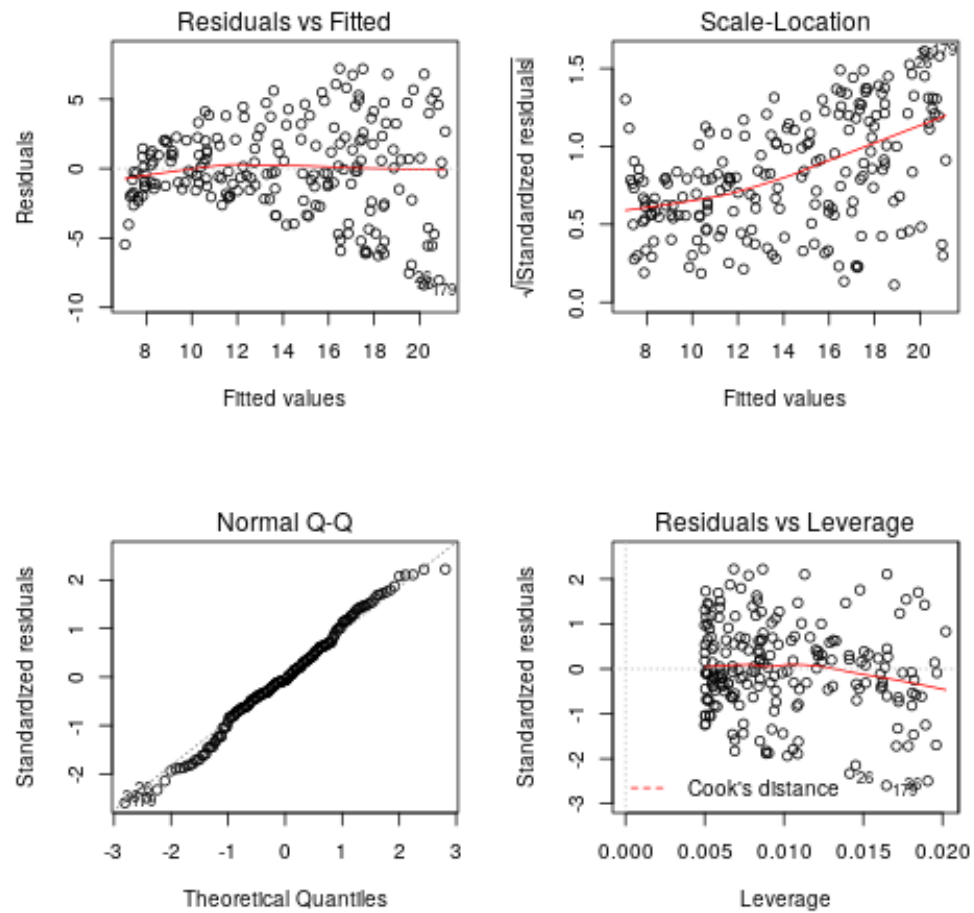 Residuals vs Fitted
Residuals
5
0
-5
-10
179
8 10 12 14 16 18 20
Fitted values
Scale-Location
√|Standardized residuals|
1.5
1.0
0.5
0.0
179
8 10 12 14 16 18 20
Fitted values
Normal Q-Q
Standardized residuals
2
1
0
-1
-2
-3 -2 -1 0 1 2 3
Theoretical Quantiles
Residuals vs Leverage
Standardized residuals
2
1
0
-1
-2
-3
26
179
Cook's distance
0.000 0.005 0.010 0.015 0.020
Leverage